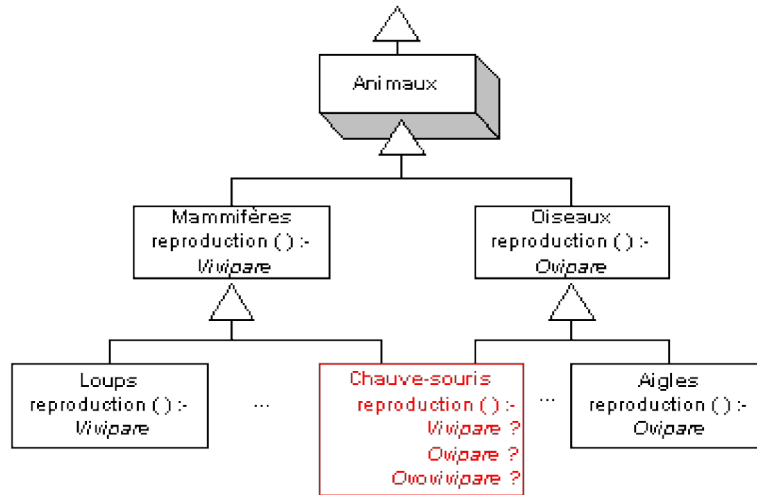 Animaux
Mammifères
reproduction ( ) :-
Vivipare
Oiseaux
reproduction ( ) :-
Ovipare
Loups
reproduction ( ) :-
Vivipare
...
Chauve-souris
reproduction ( ) :-
Vivipare ?
Ovipare ?
Ovovivipare ?
...
Aigles
reproduction ( ) :-
Ovipare